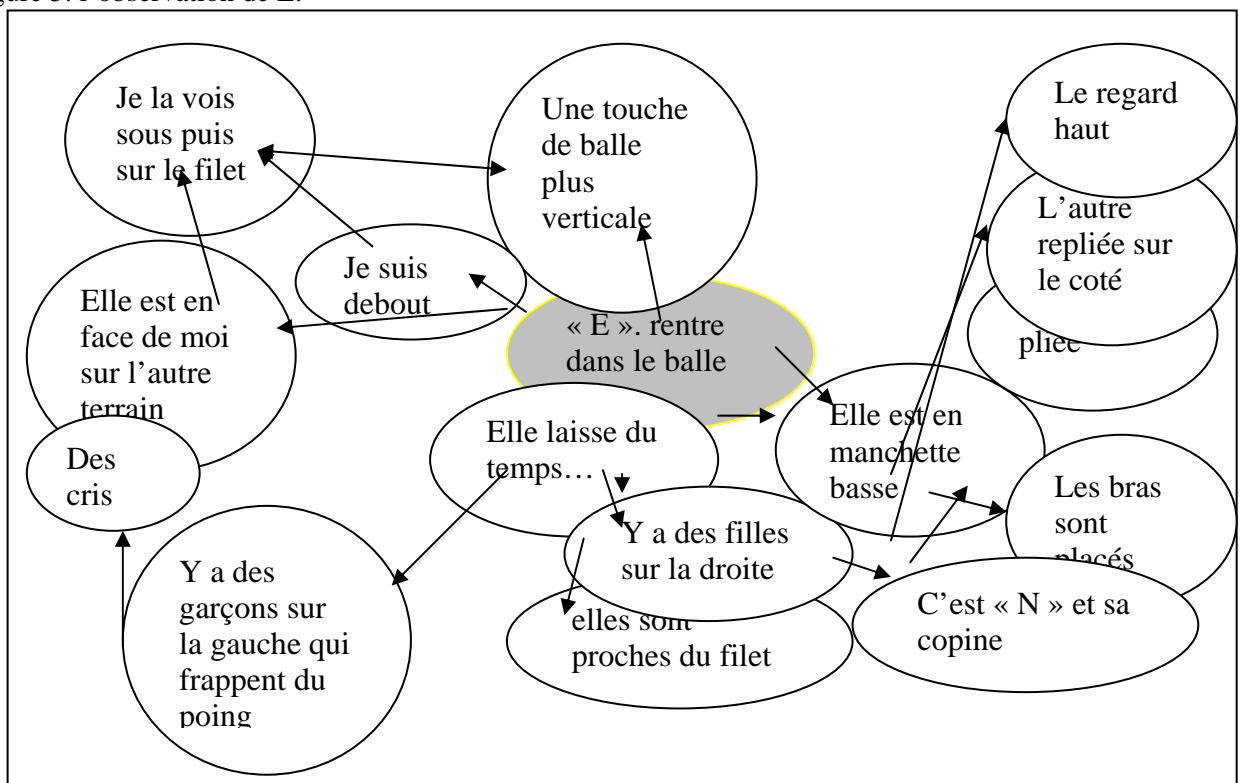 Je la vois
sous puis
sur le filet
Une touche
de balle
plus
verticale
Le regard
haut
L’autre
repliée sur
le coté
pliée
Je suis
debout
Elle est en
face de moi
sur l’autre
terrain
« E ». rentre
dans le balle
Des
cris
Elle laisse du
temps…
Elle est en
manchette
basse
Les bras
sont
placés
Y a des filles
sur la droite
Y a des
garçons sur
la gauche qui
frappent du
poing
elles sont
proches du filet
C’est « N » et sa
copine